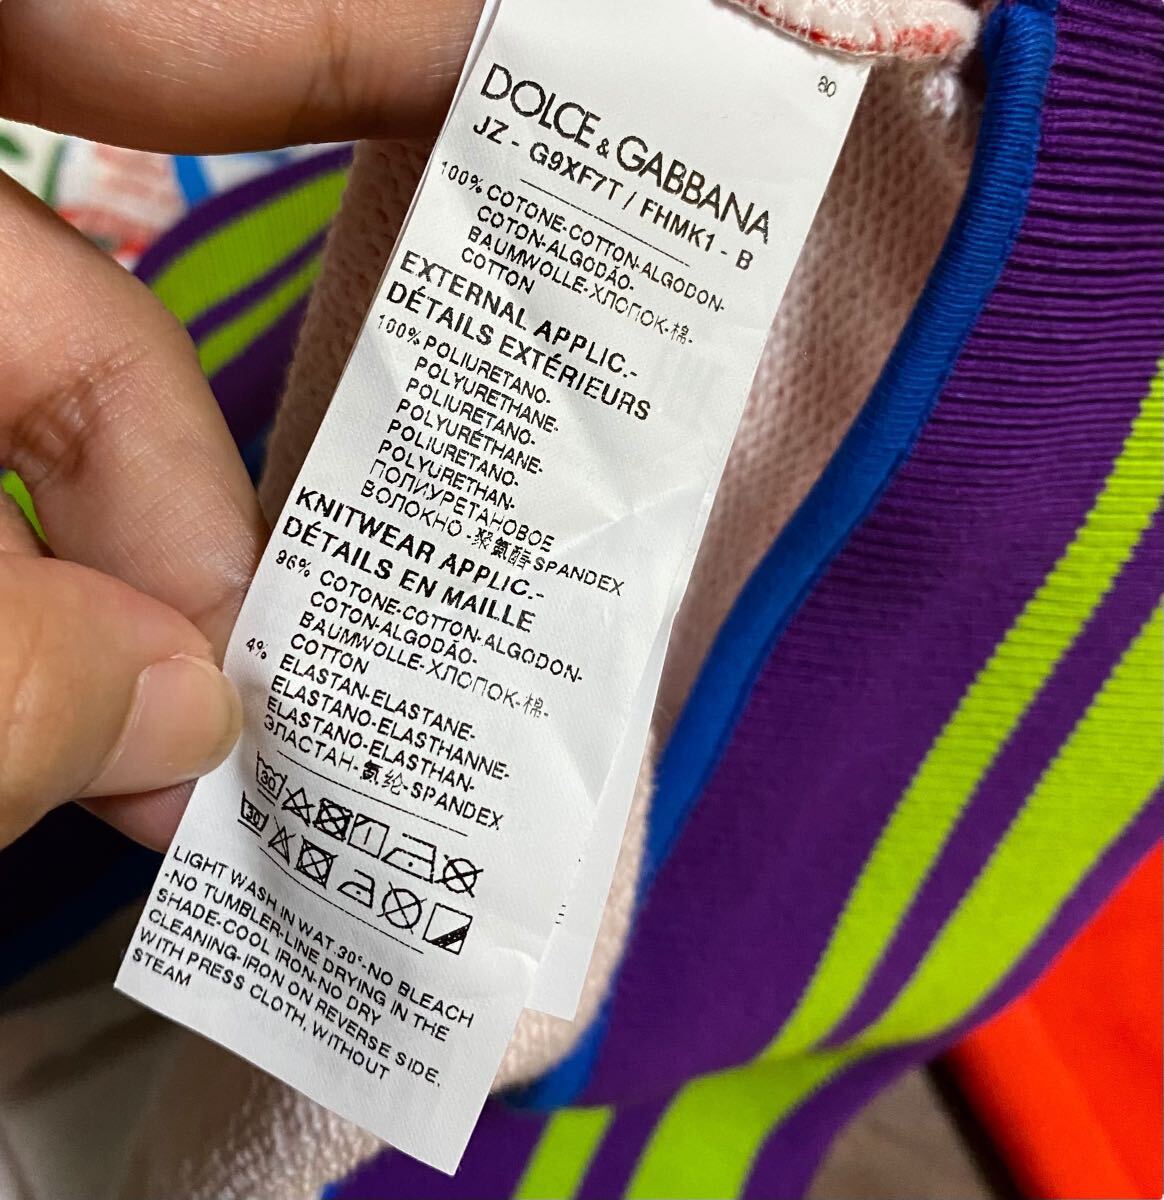 80
DOLCE & GABBANA
JZ - G9XF7T / FHMK1 - B
100% COTONE-COTTON-ALGODON-
COTON-ALGODÃO-
BAUMWOLLE-ХЛОПОК-棉-
COTTON
EXTERNAL APPLIC.-
DÉTAILS EXTÉRIEURS
100% POLIURETANO-
POLYURETHANE-
POLIURETANO-
POLYURÉTHANE-
POLIURETANO-
POLYURETHAN-
ПОЛИУРЕТАНОВОЕ
ВОЛОКНО-聚氨酯-SPANDEX
KNITWEAR APPLIC.-
DÉTAILS EN MAILLE
96% COTONE-COTTON-ALGODON-
COTON-ALGODÃO-
BAUMWOLLE-ХЛОПОК-棉-
COTTON
4% ELASTAN-ELASTANE-
ELASTANO-ELASTHANNE-
ELASTANO-ELASTHAN-
ЭЛАСТАН-氨纶-SPANDEX
30
30
LIGHT WASH IN WAT.30°-NO BLEACH
-NO TUMBLER-LINE DRYING IN THE
SHADE-COOL IRON-NO DRY
CLEANING-IRON ON REVERSE SIDE,
WITH PRESS CLOTH, WITHOUT
STEAM